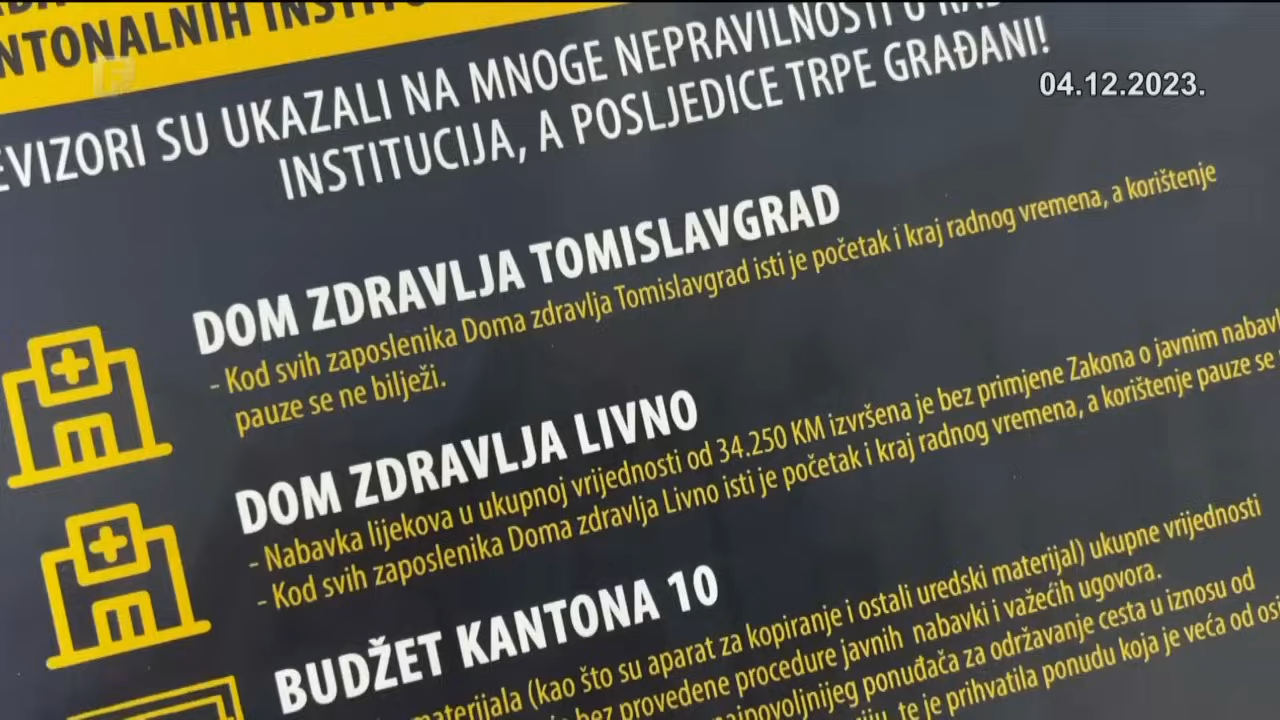 NTONALNIH
04.12.2023.
EVIZORI SU UKAZALI NA MNOGE NEPRAVILNOSTI U
INSTITUCIJA, A POSLJEDICE TRPE GRAĐANI!
DOM ZDRAVLJA TOMISLAVGRAD
- Kod svih zaposlenika Doma zdravlja Tomislavgrad isti je početak i kraj radnog vremena, a korištenje
pauze se ne bilježi.
DOM ZDRAVLJA LIVNO
- Nabavka lijekova u ukupnoj vrijednosti od 34.250 KM izvršena je bez primjene Zakona o javnim nabavk
- Kod svih zaposlenika Doma zdravlja Livno isti je početak i kraj radnog vremena, a korištenje pauze se
BUDŽET KANTONA 10
materijala (kao što su aparat za kopiranje i ostali uredski materijal) ukupne vrijednosti
bez provedene procedure javnih nabavki i važećih ugovora.
najpovoljnijeg ponuđača za održavanje cesta u iznosu od
te je prihvatila ponudu koja je veća od osi